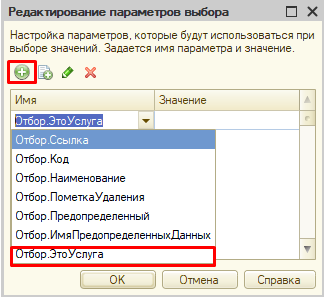 Редактирование параметров выбора
Настройка параметров, которые будут использоваться при
выборе значений. Задается имя параметра и значение.
Имя Значение
Отбор.ЭтоУслуга
Отбор.Ссылка
Отбор.Код
Отбор.Наименование
Отбор.ПометкаУдаления
Отбор.Предопределенный
Отбор.ИмяПредопределенныхДанных
Отбор.ЭтоУслуга
ОК Отмена Справка